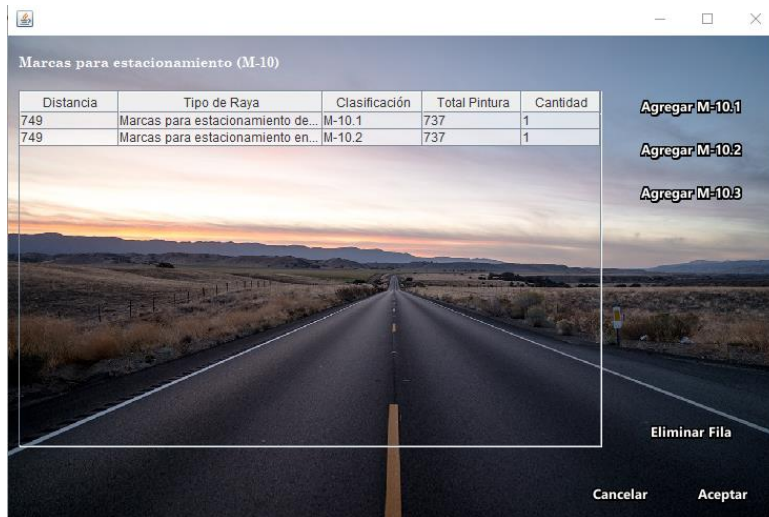 Marcas para estacionamiento (M-10)
Distancia Tipo de Raya Clasificación Total Pintura Cantidad
749 Marcas para estacionamiento de... M-10.1 737 1
749 Marcas para estacionamiento en... M-10.2 737 1
Agregar M-10.1
Agregar M-10.2
Agregar M-10.3
Eliminar Fila
Cancelar Aceptar